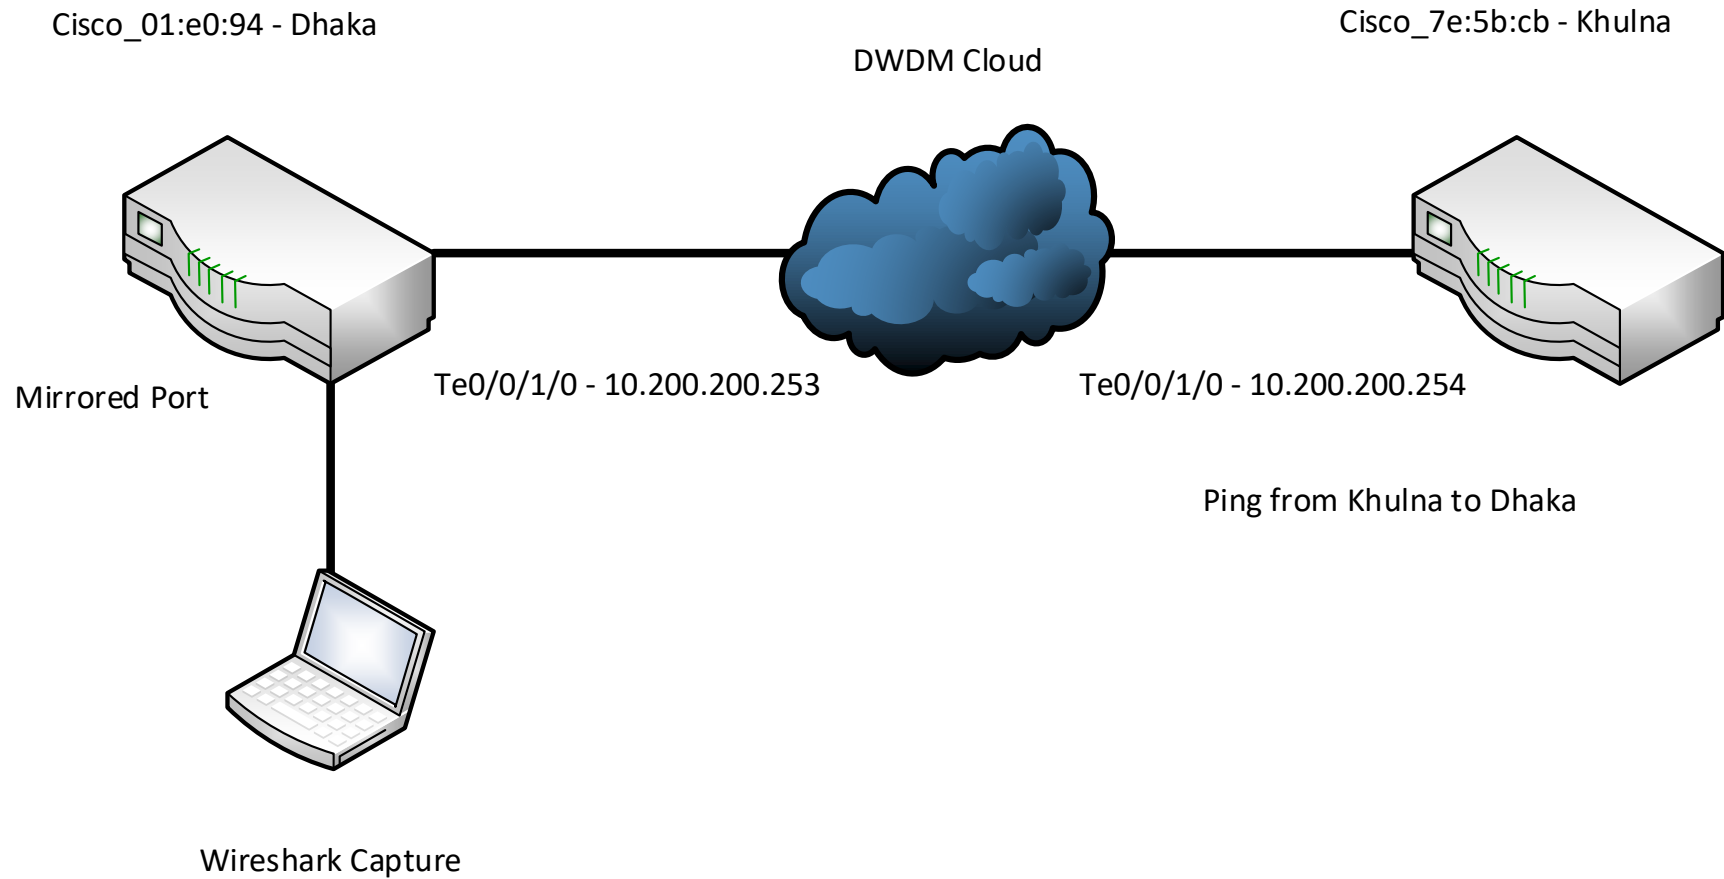 Cisco_01:e0:94 - Dhaka
Cisco_7e:5b:cb - Khulna
DWDM Cloud
Mirrored Port
Te0/0/1/0 - 10.200.200.253
Te0/0/1/0 - 10.200.200.254
Ping from Khulna to Dhaka
Wireshark Capture